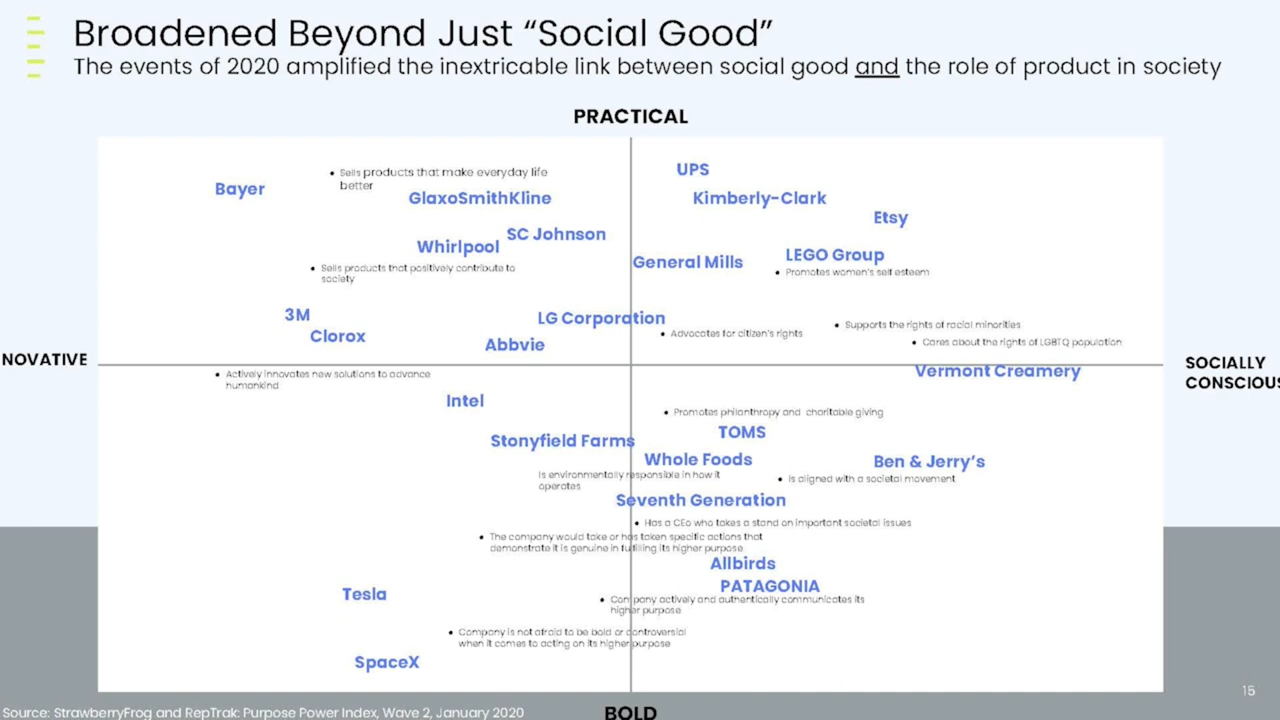 Broadened Beyond Just “Social Good”
The events of 2020 amplified the inextricable link between social good and the role of product in society
PRACTICAL
UPS
Sells products that make everyday life
better
Bayer
GlaxoSmithKline
Kimberly-Clark
Etsy
SC Johnson
Whirlpool
LEGO Group
General Mills
Sells products that positively contribute to
society
Promotes women's self esteem
3M
LG Corporation
Clorox
Advocates for citizen's rights
Supports the rights of racial minorities
Abbvie
Cares about the rights of LGBTQ population
NOVATIVE
SOCIALLY
CONSCIOUS
Vermont Creamery
Actively innovates new solutions to advance
humankind
Intel
Promotes philanthropy and charitable giving
TOMS
Stonyfield Farms
Whole Foods
Ben & Jerry’s
Is environmentally responsible in how it
operates
Is aligned with a societal movement
Seventh Generation
Has a CEo who takes a stand on important societal issues
The company would take or has taken specific actions that
demonstrate it is genuine in fulfilling its higher purpose
Allbirds
PATAGONIA
Tesla
Company actively and authentically communicates its
higher purpose
Company is not afraid to be bold or controversial
when it comes to acting on its higher purpose
SpaceX
15
Source: StrawberryFrog and RepTrak: Purpose Power Index, Wave 2, January 2020
BOLD